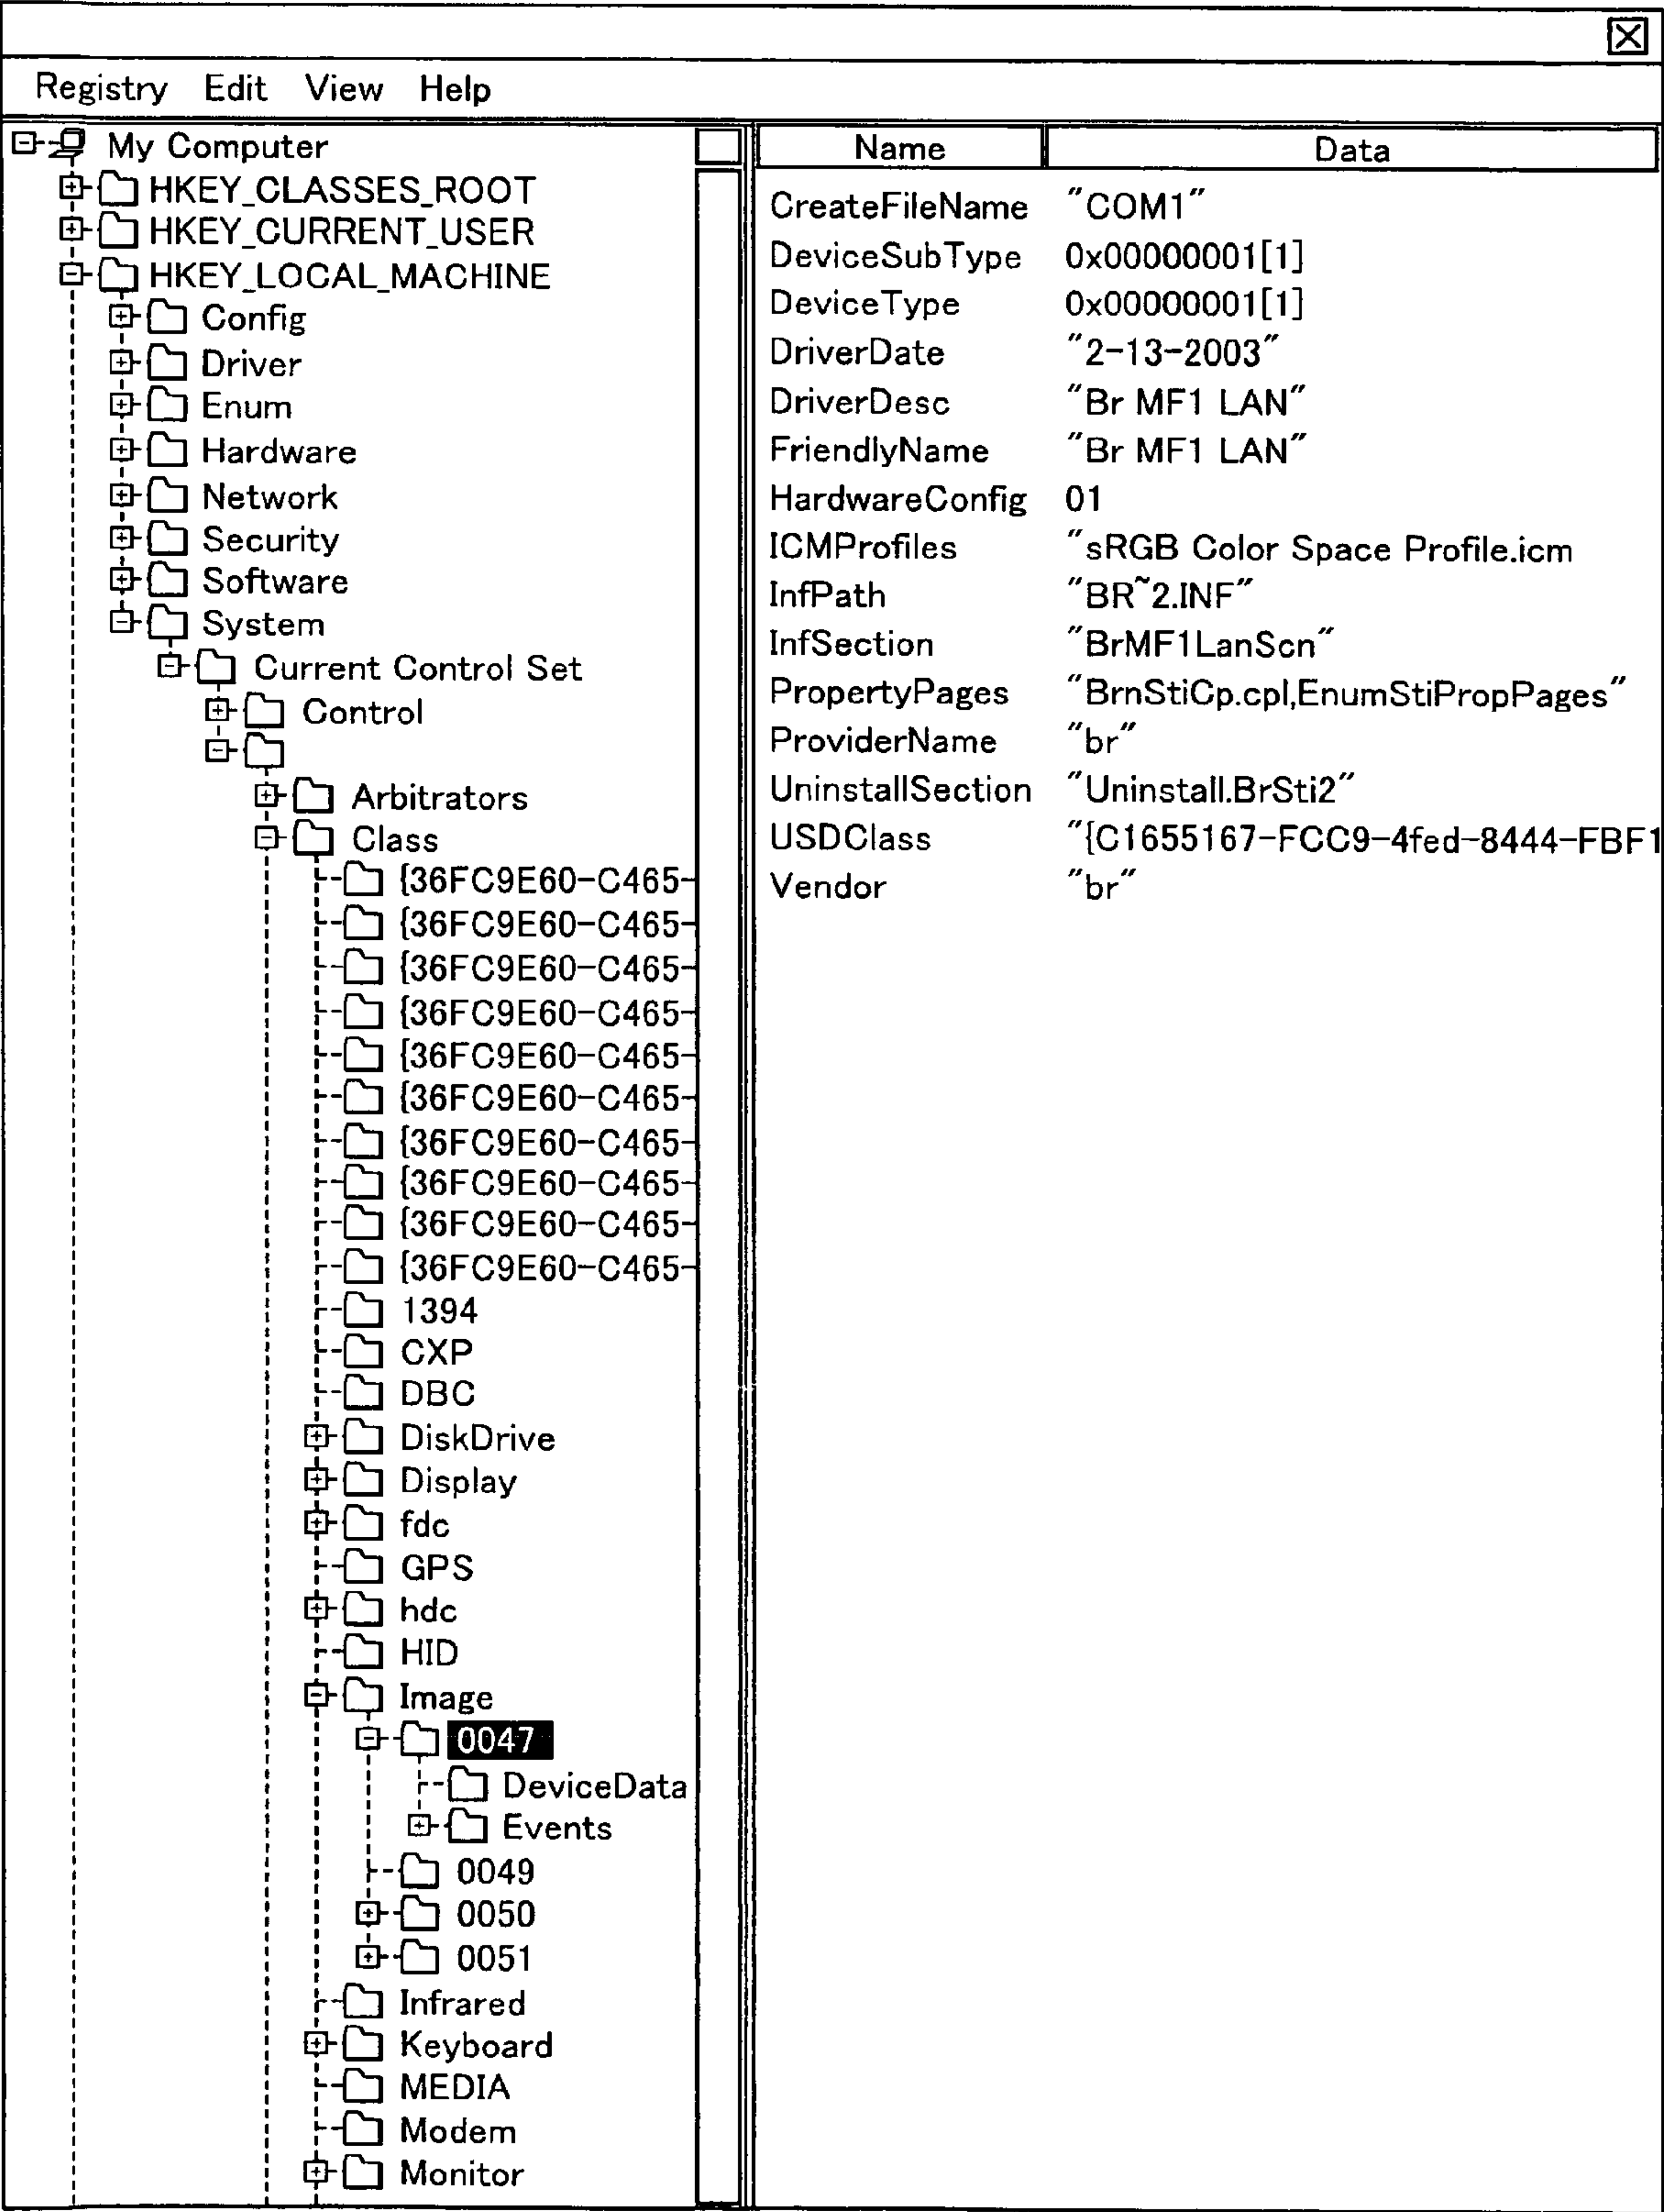 Registry Edit View Help
My Computer
HKEY_CLASSES_ROOT
HKEY_CURRENT_USER
HKEY_LOCAL_MACHINE
Config
Driver
Enum
Hardware
Network
Security
Software
System
Current Control Set
Control
Arbitrators
Class
{36FC9E60-C465-
{36FC9E60-C465-
{36FC9E60-C465-
{36FC9E60-C465-
{36FC9E60-C465-
{36FC9E60-C465-
{36FC9E60-C465-
{36FC9E60-C465-
{36FC9E60-C465-
{36FC9E60-C465-
1394
CXP
DBC
DiskDrive
Display
fdc
GPS
hdc
HID
Image
0047
DeviceData
Events
0049
0050
0051
Infrared
Keyboard
MEDIA
Modem
Monitor
Name Data
CreateFileName "COM1"
DeviceSubType 0x00000001[1]
DeviceType 0x00000001[1]
DriverDate "2-13-2003"
DriverDesc "Br MF1 LAN"
FriendlyName "Br MF1 LAN"
HardwareConfig 01
ICMProfiles "sRGB Color Space Profile.icm
InfPath "BR~2.INF"
InfSection "BrMF1LanScn"
PropertyPages "BrnStiCp.cpl,EnumStiPropPages"
ProviderName "br"
UninstallSection "Uninstall.BrSti2"
USDClass "{C1655167-FCC9-4fed-8444-FBF1
Vendor "br"